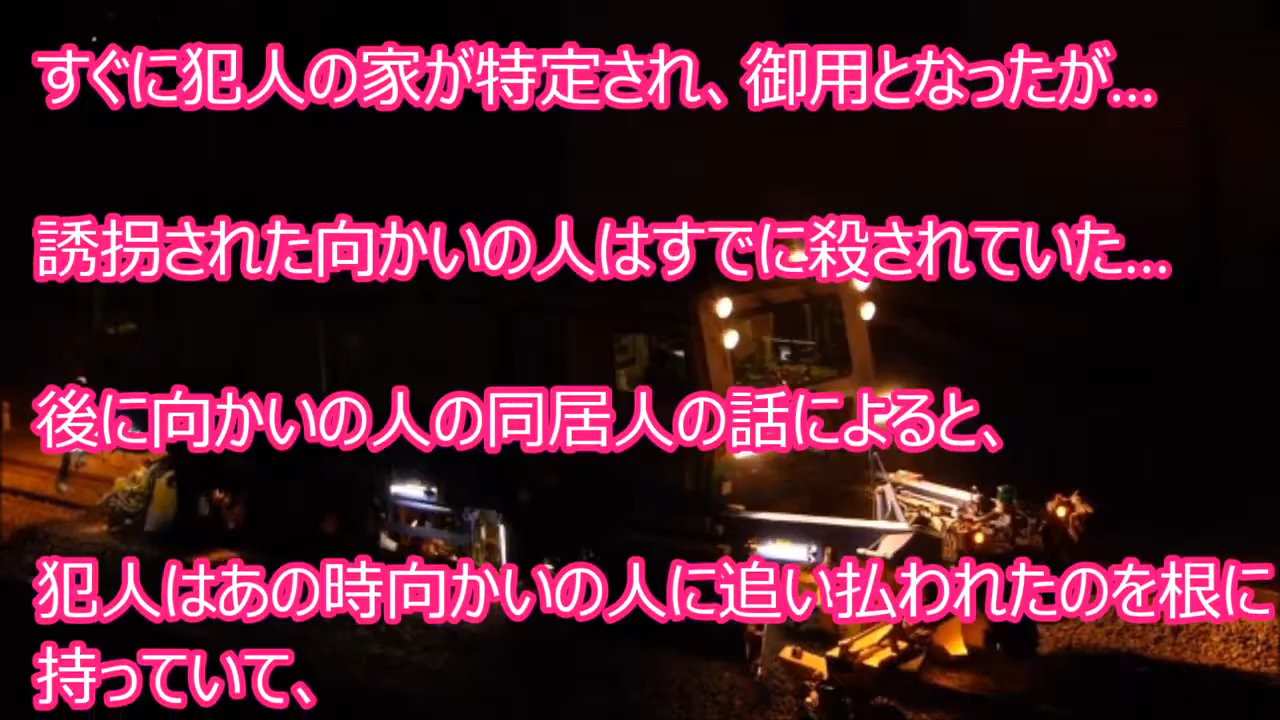 すぐに犯人の家が特定され、御用となったが…
誘拐された向かいの人はすでに殺されていた…
後に向かいの人の同居人の話によると、
犯人はあの時向かいの人に追い払われたのを根に
持っていて、